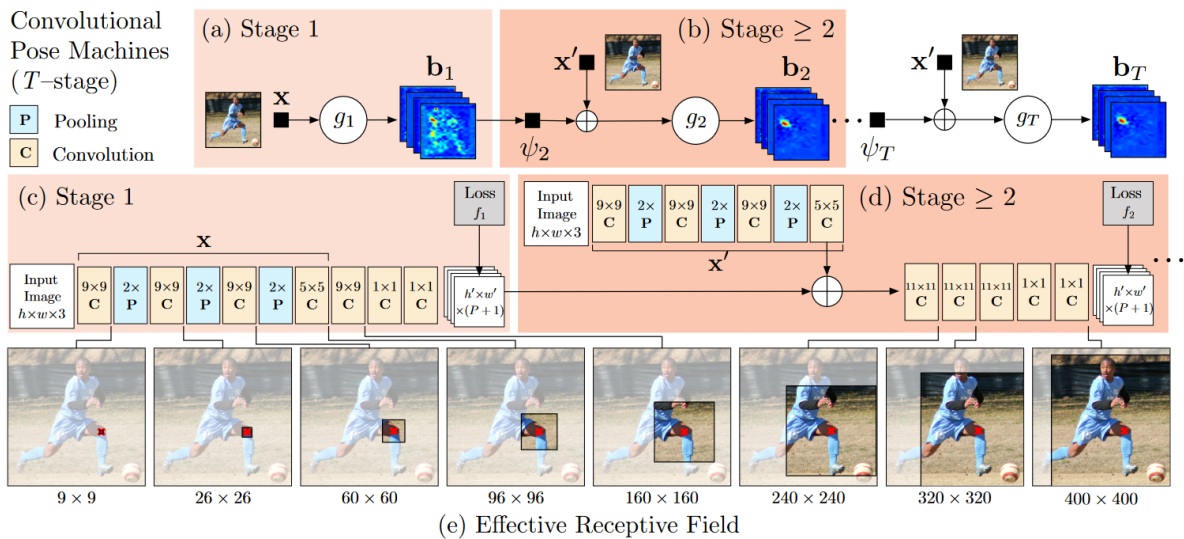 Convolutional
Pose Machines
(T–stage)
P Pooling
C Convolution
(a) Stage 1
x
g₁
b₁
(b) Stage ≥ 2
x′
ψ₂
g₂
b₂
x′
ψ_T
g_T
b_T
(c) Stage 1
Loss
f₁
x
Input
Image
h×w×3
9×9
C
2×
P
9×9
C
2×
P
9×9
C
2×
P
5×5
C
9×9
C
1×1
C
1×1
C
h′×w′
×(P+1)
(d) Stage ≥ 2
Input
Image
h×w×3
9×9
C
2×
P
9×9
C
2×
P
9×9
C
2×
P
5×5
C
x′
Loss
f₂
11×11
C
11×11
C
11×11
C
1×1
C
1×1
C
h′×w′
×(P+1)
9 × 9
26 × 26
60 × 60
96 × 96
160 × 160
240 × 240
320 × 320
400 × 400
(e) Effective Receptive Field